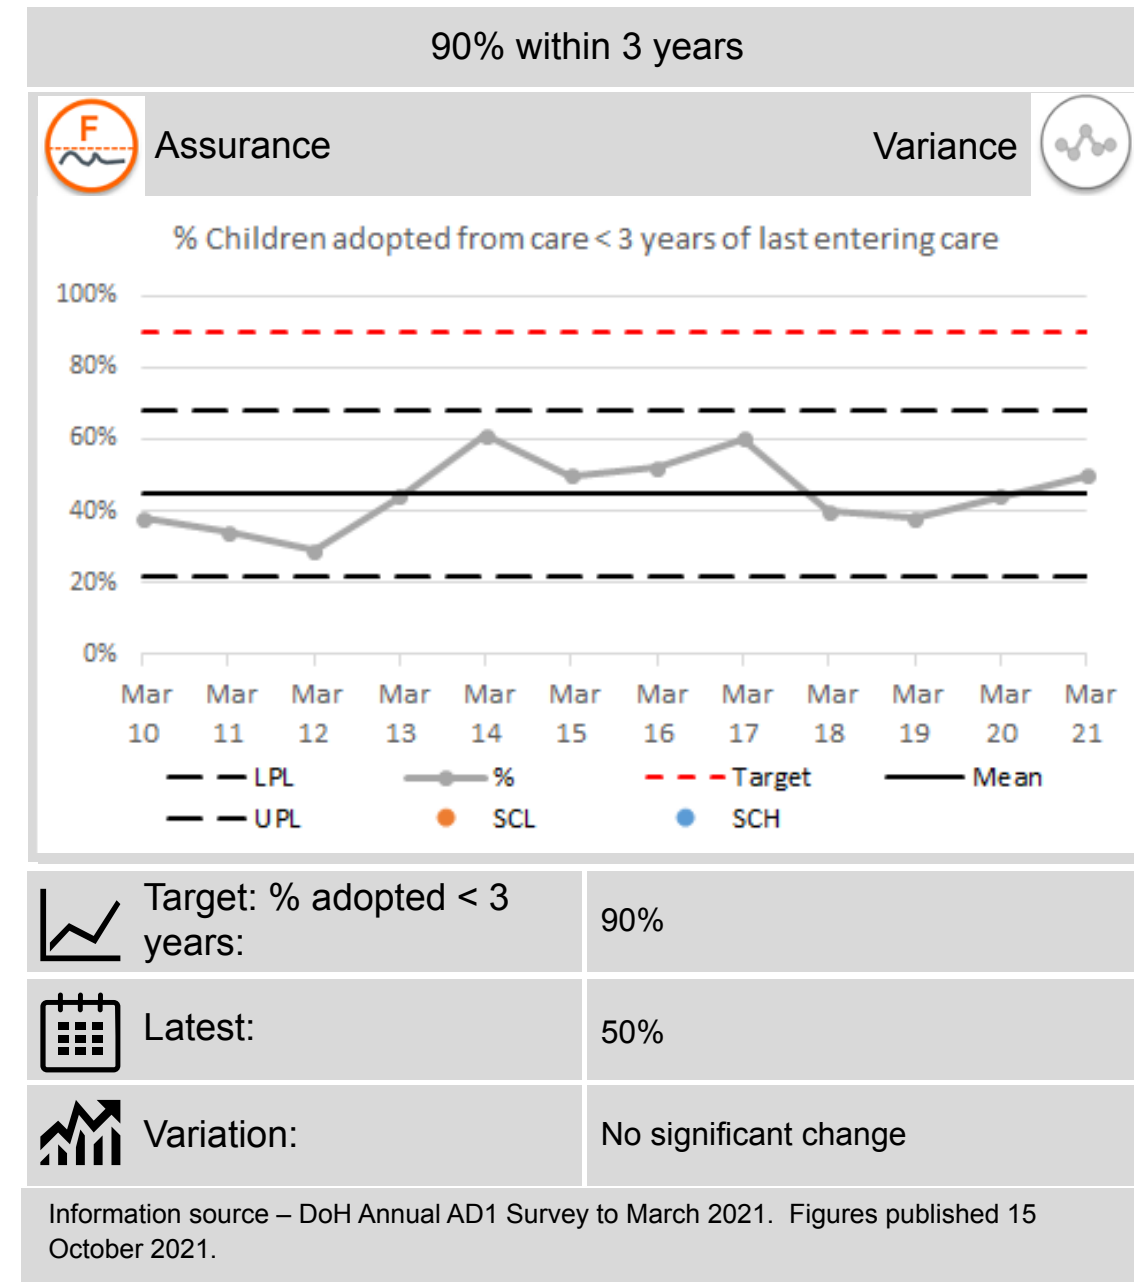 90% within 3 years
F
Assurance
Variance
% Children adopted from care < 3 years of last entering care
100%
80%
60%
40%
20%
0%
Mar Mar Mar Mar Mar Mar Mar Mar Mar Mar Mar Mar
10 11 12 13 14 15 16 17 18 19 20 21
LPL % Target Mean
UPL SCL SCH
Target: % adopted < 3
years:
90%
Latest:
50%
Variation:
No significant change
Information source – DoH Annual AD1 Survey to March 2021. Figures published 15
October 2021.